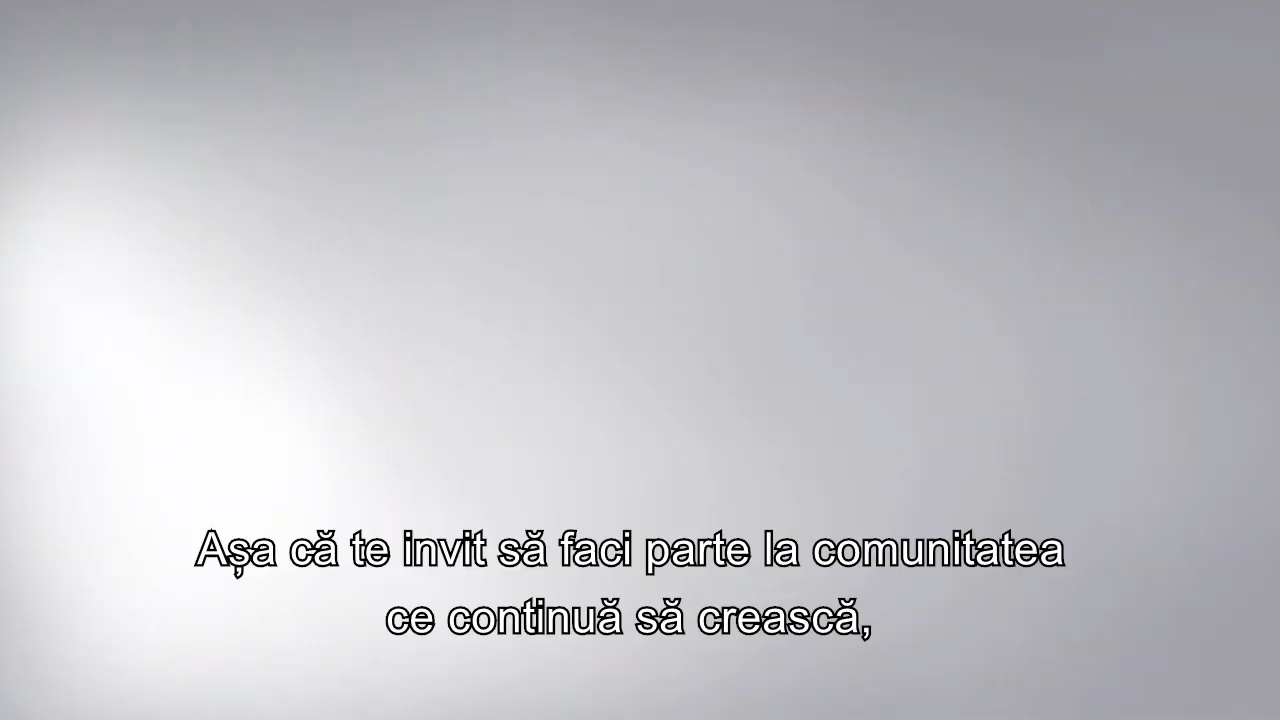 Așa că te invit să faci parte la comunitatea
ce continuă să crească,